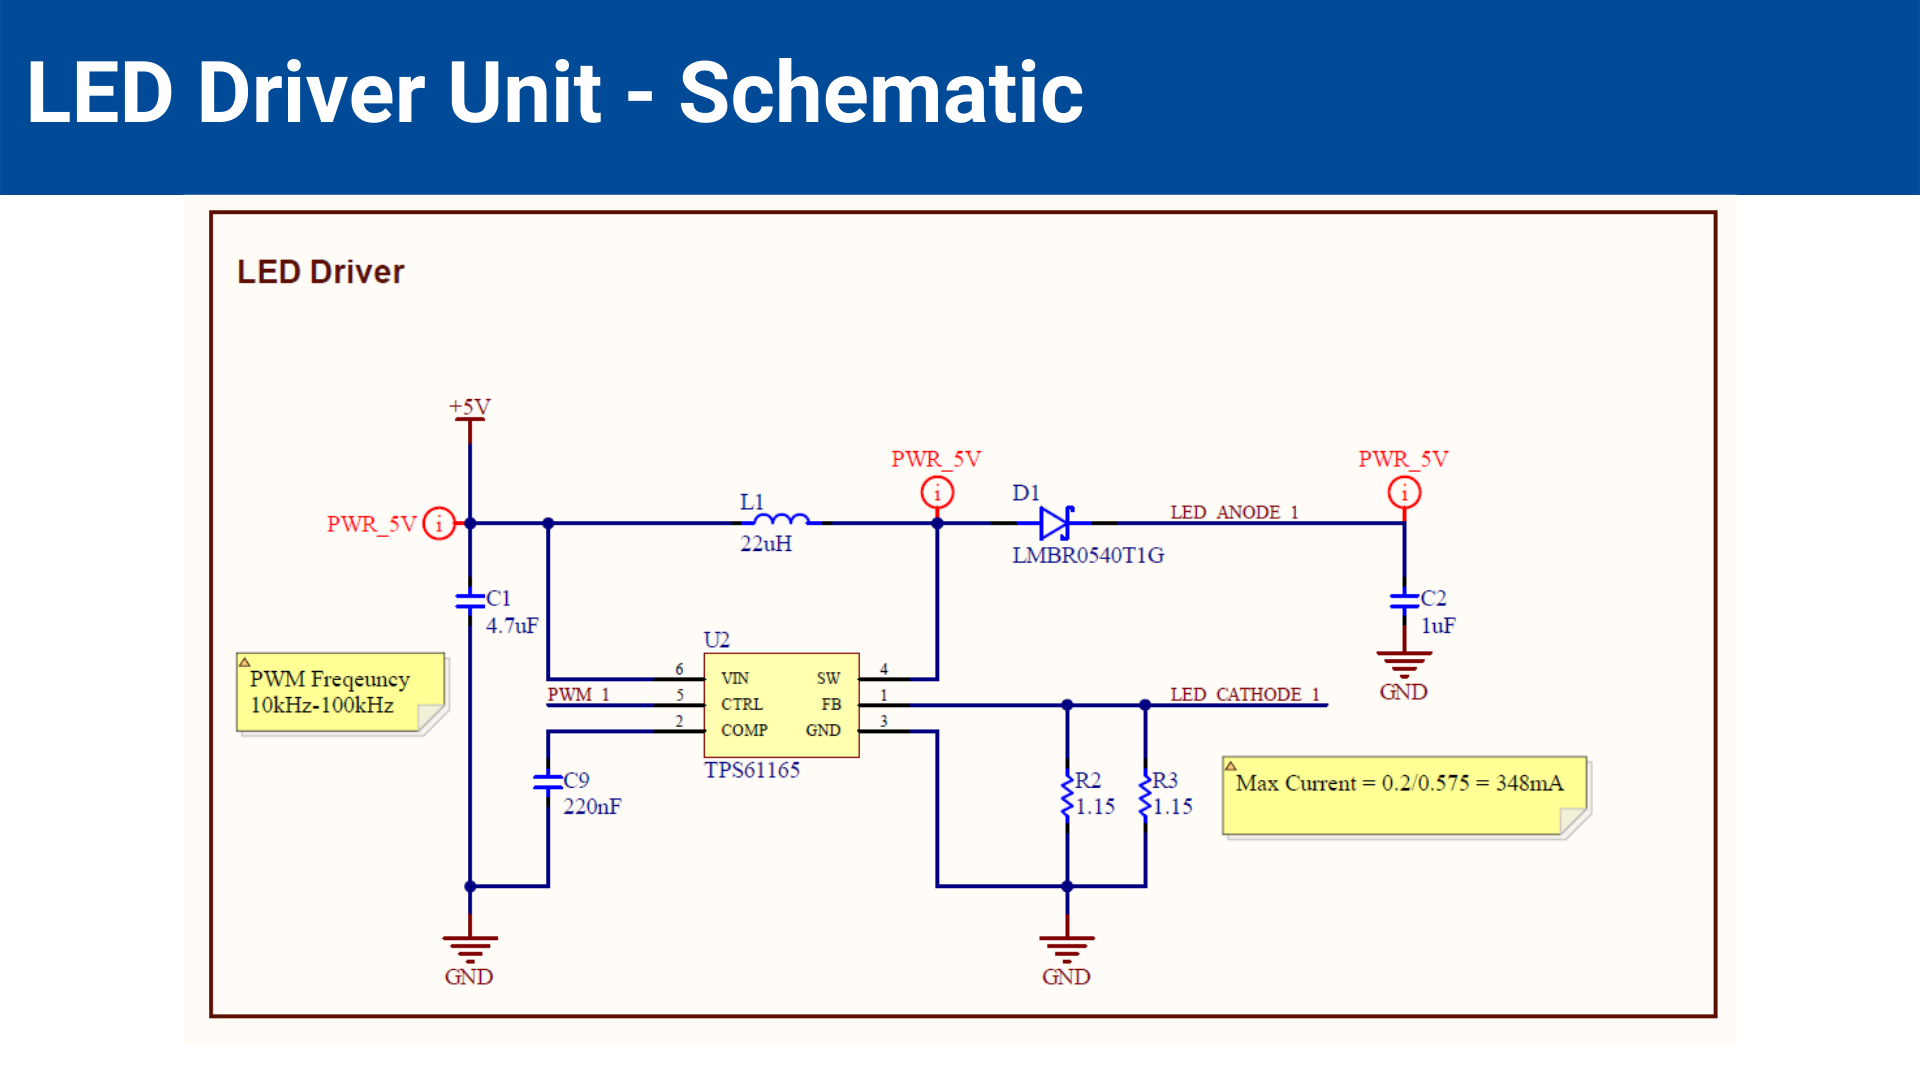 LED Driver Unit - Schematic
LED Driver
+5V
PWR_5V
PWR_5V
PWR_5V
L1
22uH
D1
LMBR0540T1G
LED_ANODE_1
C1
4.7uF
C2
1uF
GND
U2
6 VIN SW 4
PWM_1 5 CTRL FB 1 LED_CATHODE_1
2 COMP GND 3
TPS61165
PWM Freqeuncy
10kHz-100kHz
C9
220nF
R2
1.15
R3
1.15
Max Current = 0.2/0.575 = 348mA
GND
GND